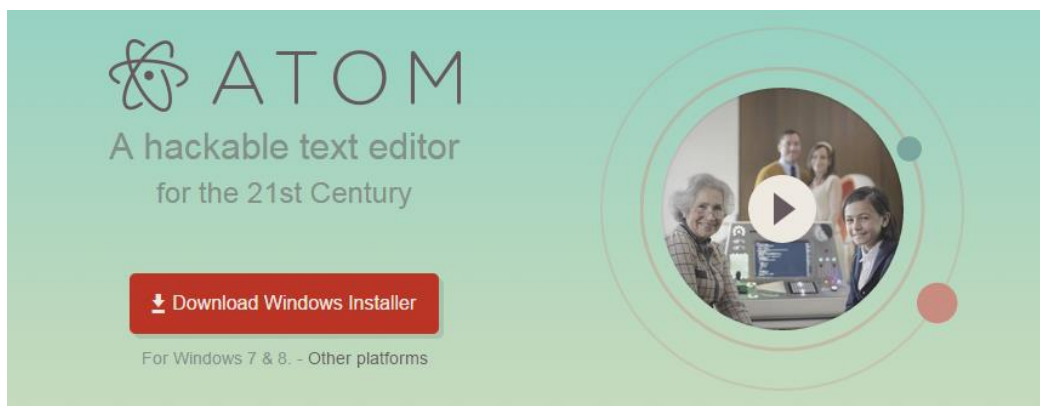 ATOM
A hackable text editor
for the 21st Century
Download Windows Installer
For Windows 7 & 8. - Other platforms